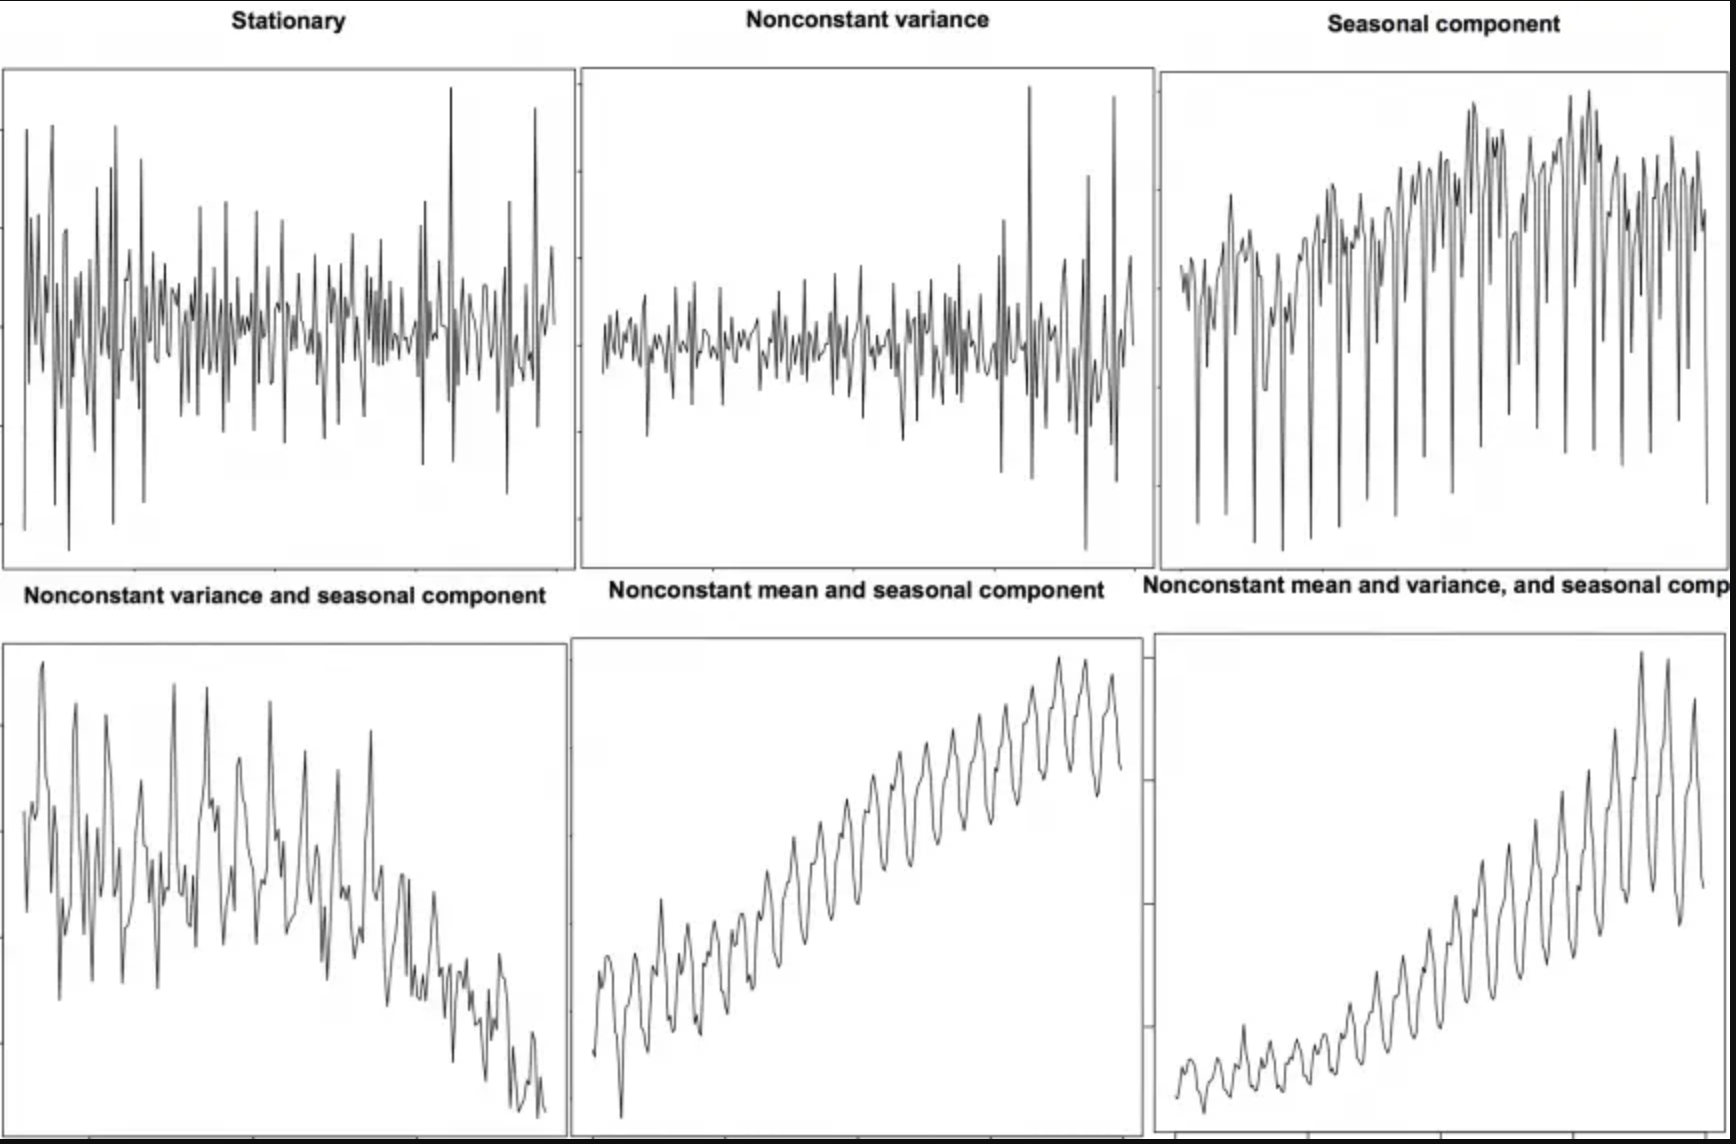 Stationary
Nonconstant variance
Seasonal component
Nonconstant variance and seasonal component
Nonconstant mean and seasonal component
Nonconstant mean and variance, and seasonal comp